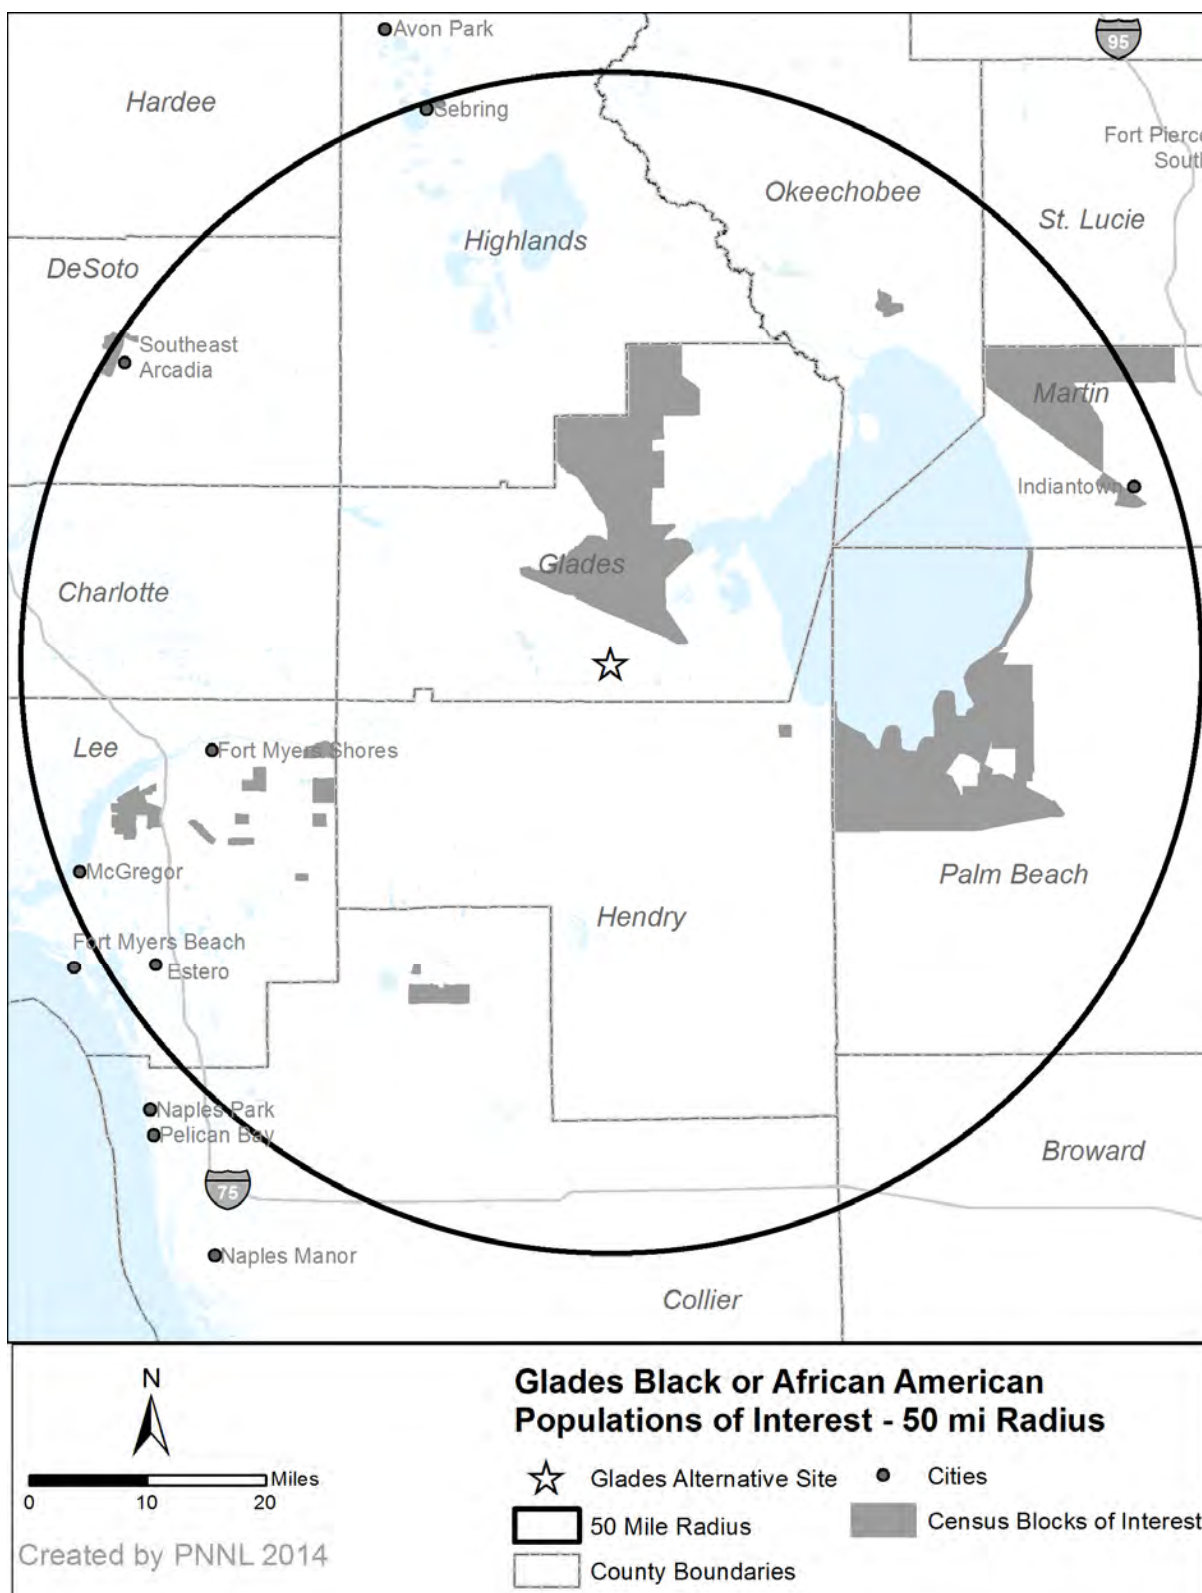 Avon Park
95
Hardee
Sebring
Fort Pierce
South
Okeechobee
St. Lucie
Highlands
DeSoto
Southeast
Arcadia
Martin
Indiantown
Glades
Charlotte
Lee
Fort Myers Shores
McGregor
Palm Beach
Hendry
Fort Myers Beach
Estero
Naples Park
Pelican Bay
Broward
75
Naples Manor
Collier
N
Miles
0 10 20
Created by PNNL 2014
Glades Black or African American
Populations of Interest - 50 mi Radius
Glades Alternative Site
Cities
50 Mile Radius
Census Blocks of Interest
County Boundaries